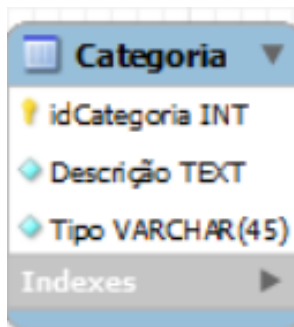 Categoria
idCategoria INT
Descrição TEXT
Tipo VARCHAR(45)
Indexes